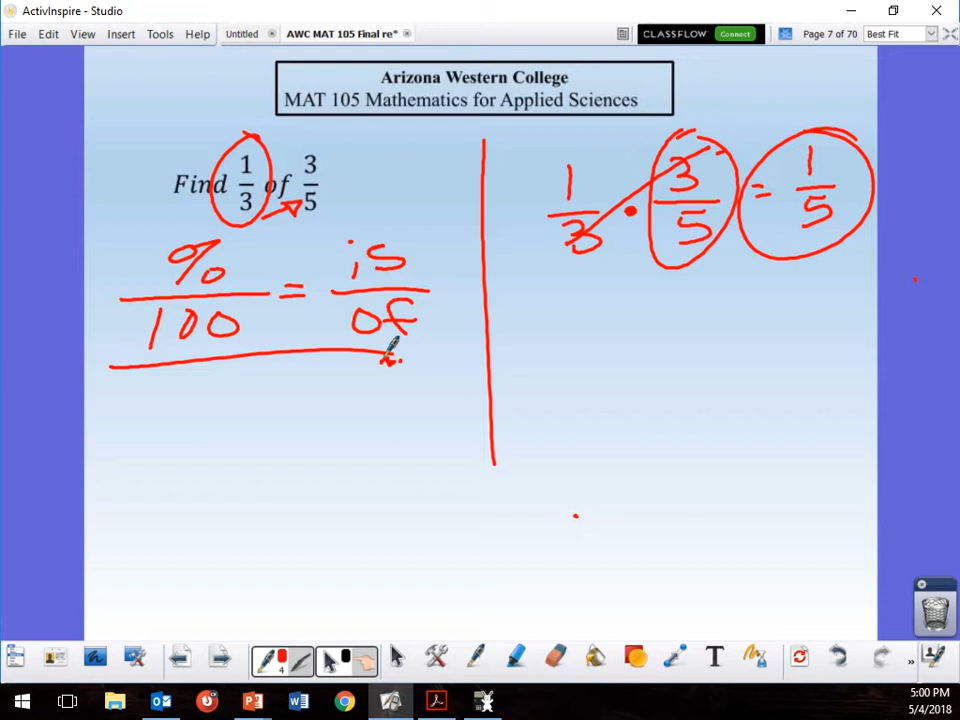 ActivInspire - Studio
File Edit View Insert Tools Help
Untitled
AWC MAT 105 Final re*
CLASSFLOW Connect
Page 7 of 70
Best Fit
Arizona Western College
MAT 105 Mathematics for Applied Sciences
Find 1/3 of 3/5
%/100 = is/of
1/3 · 3/5 = 1/5
4
T
»
5:00 PM
5/4/2018